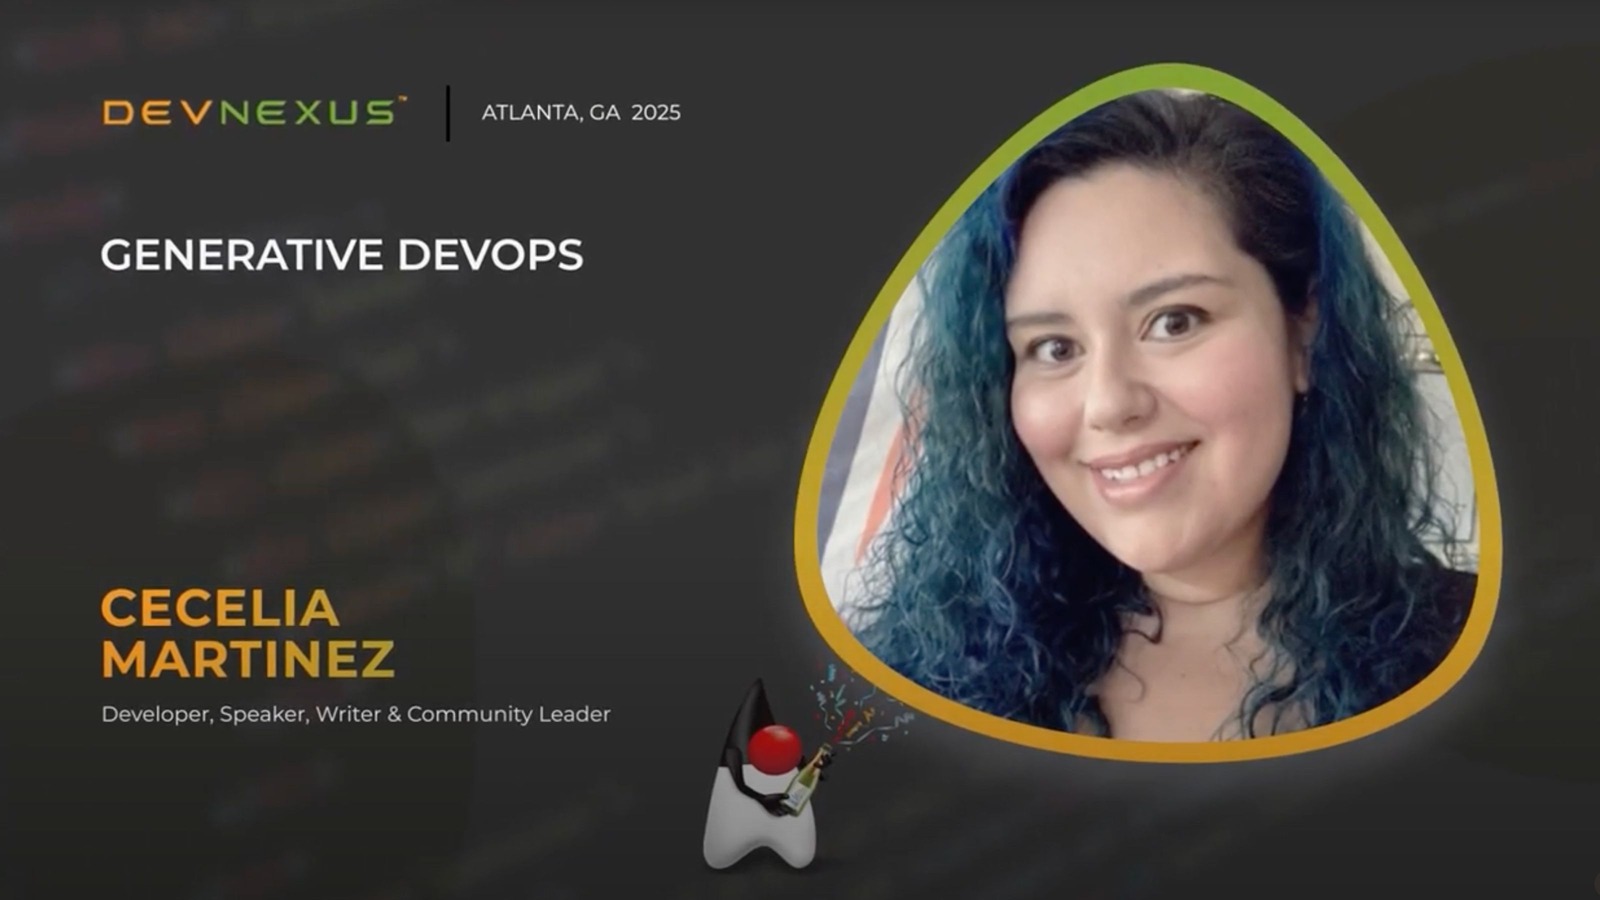 DEVNEXUS™
ATLANTA, GA 2025
GENERATIVE DEVOPS
CECELIA
MARTINEZ
Developer, Speaker, Writer & Community Leader